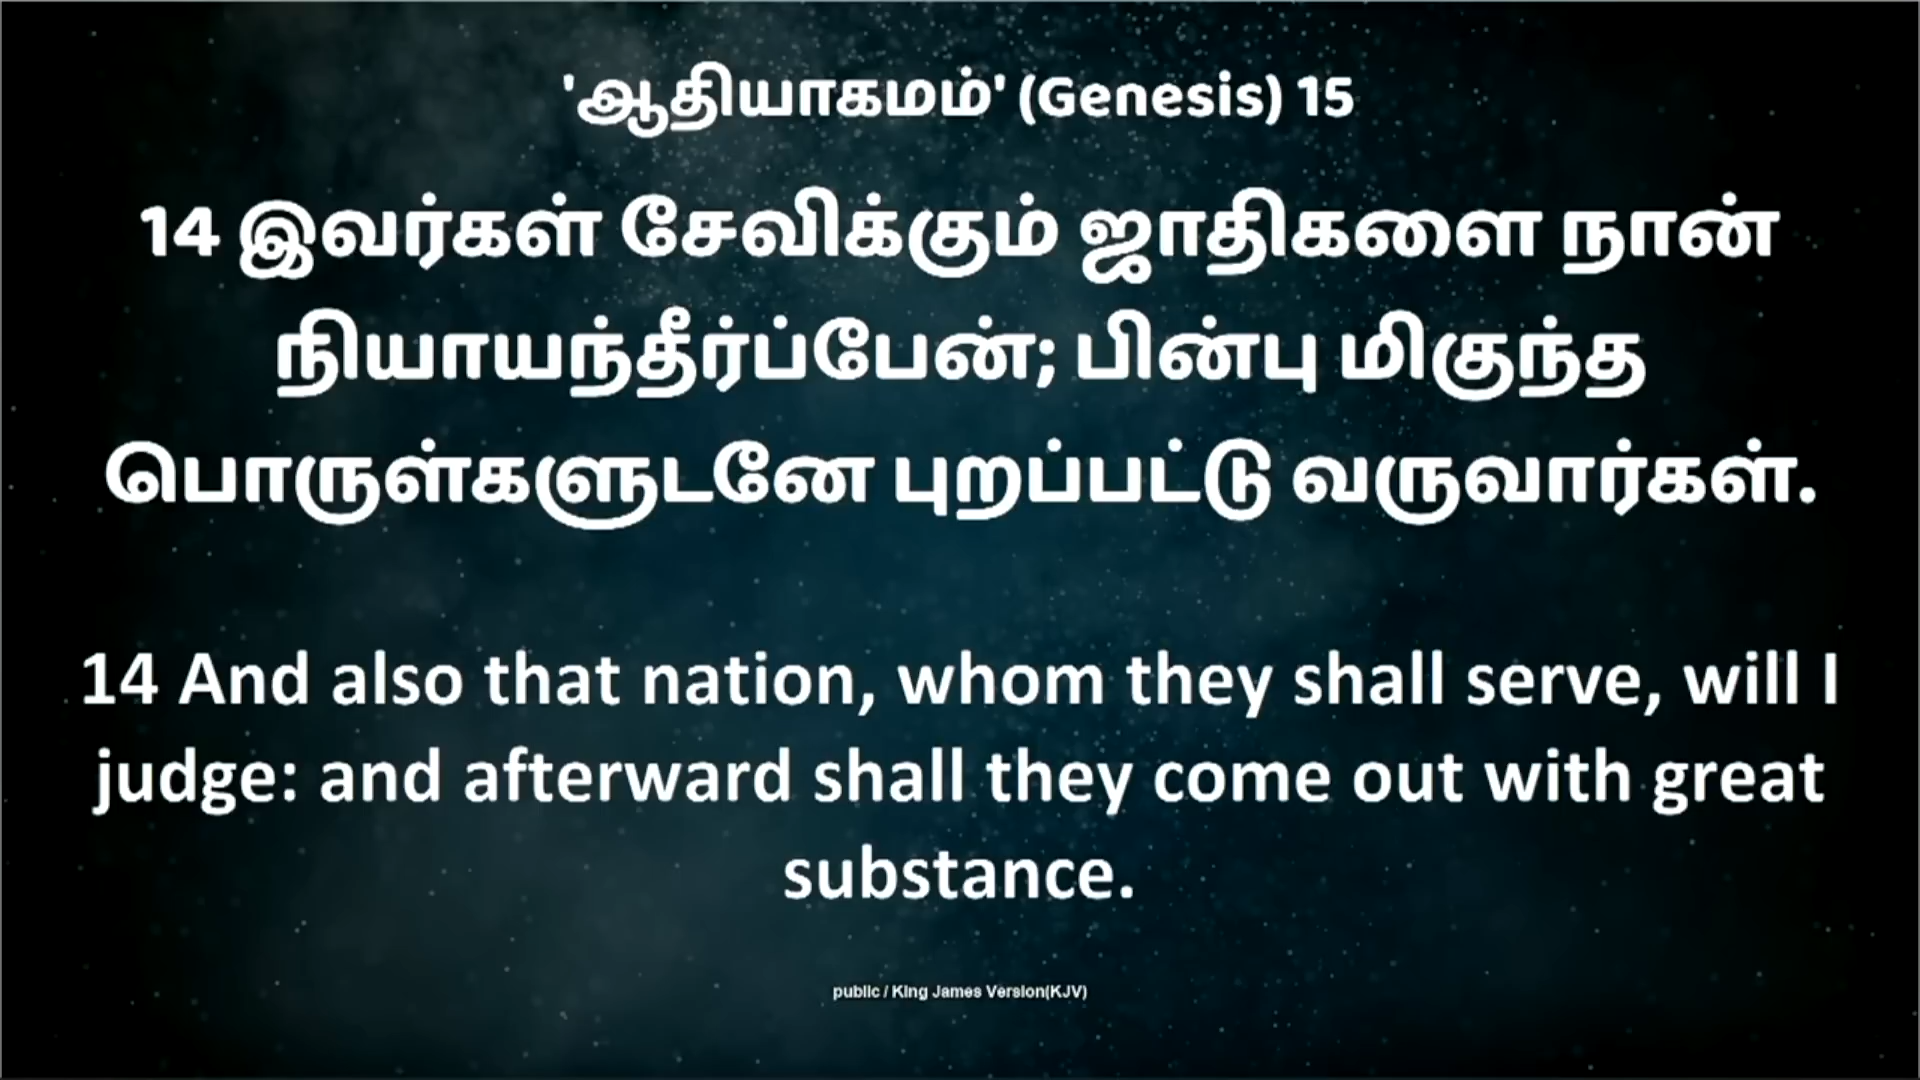 'ஆதியாகமம்' (Genesis) 15
14 இவர்கள் சேவிக்கும் ஜாதிகளை நான்
நியாயந்தீர்ப்பேன்; பின்பு மிகுந்த
பொருள்களுடனே புறப்பட்டு வருவார்கள்.
14 And also that nation, whom they shall serve, will I
judge: and afterward shall they come out with great
substance.
public / King James Version(KJV)